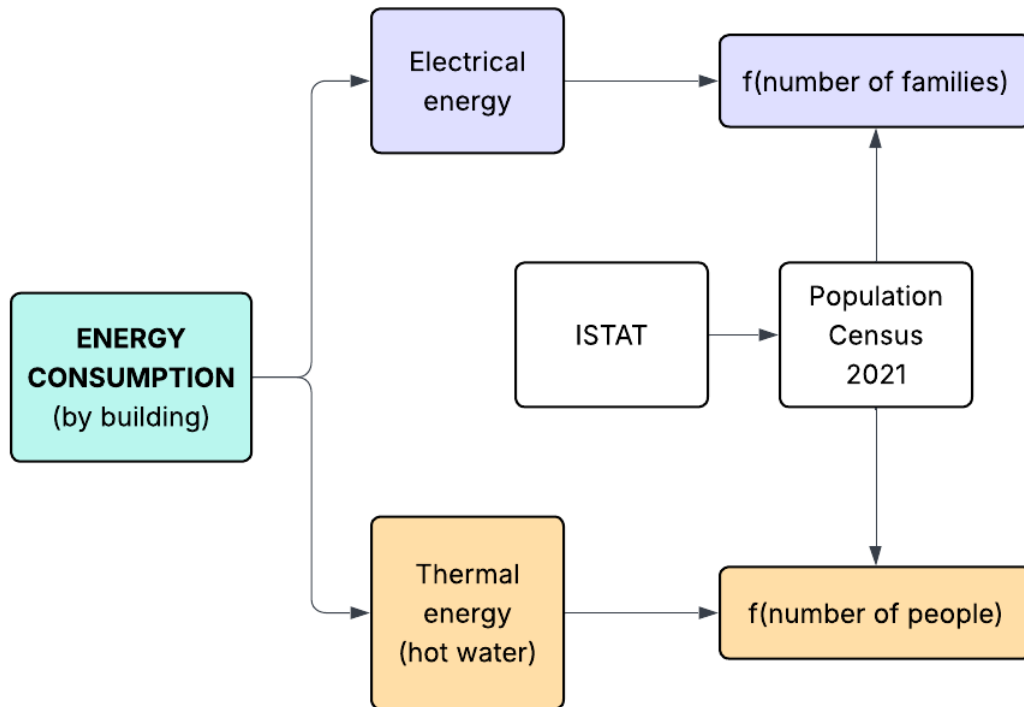 Electrical
energy
f(number of families)
ENERGY
CONSUMPTION
(by building)
ISTAT
Population
Census
2021
Thermal
energy
(hot water)
f(number of people)